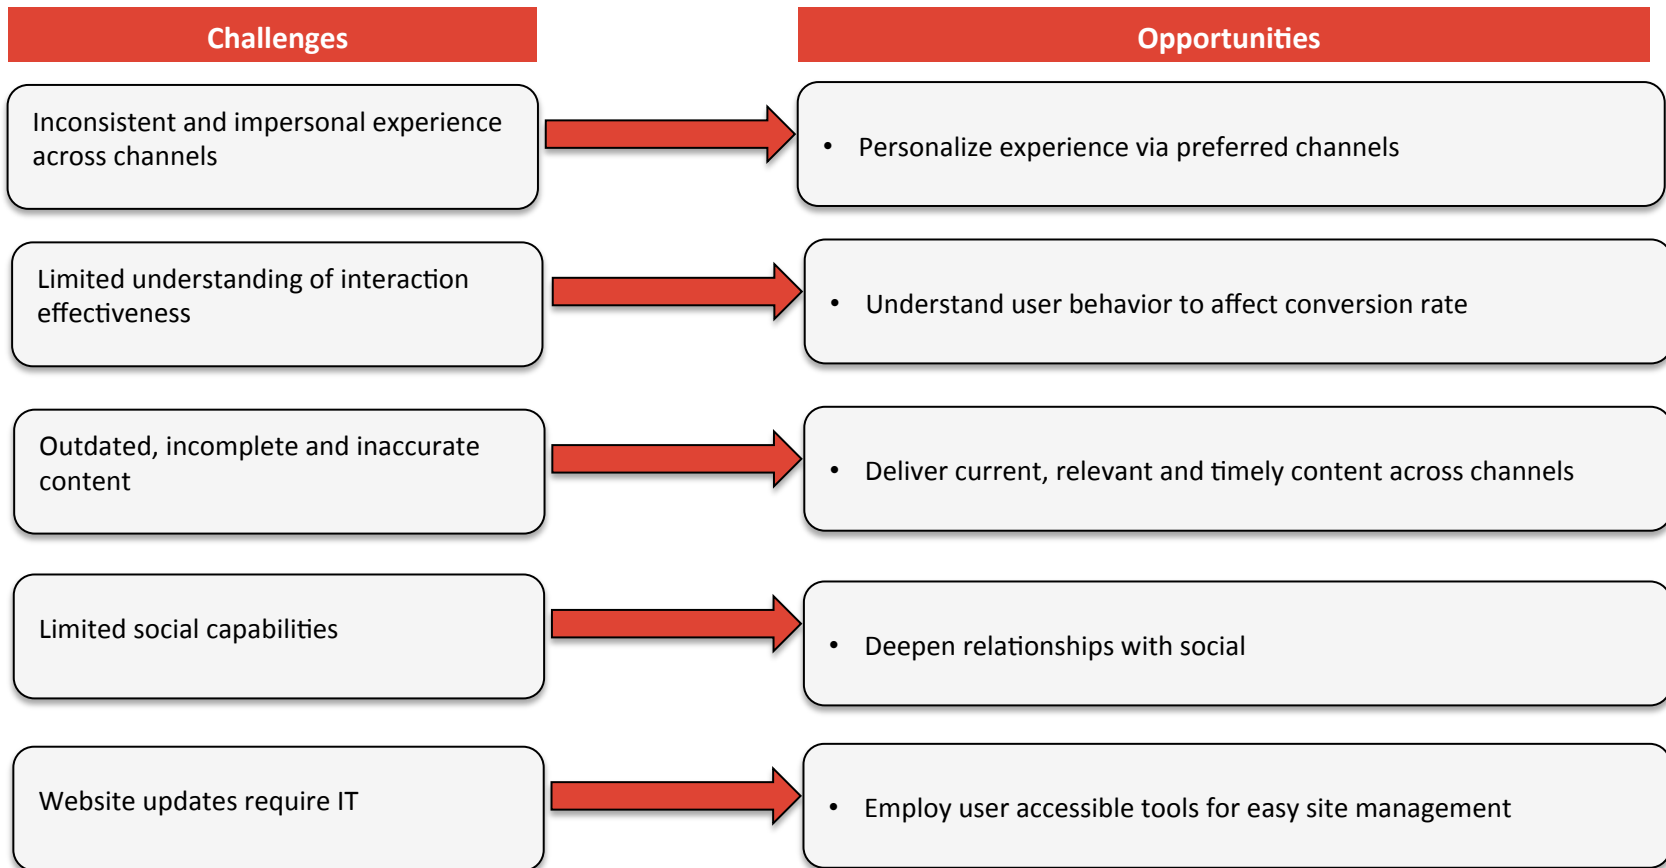 Challenges
Opportunities
Inconsistent and impersonal experience
across channels
• Personalize experience via preferred channels
Limited understanding of interaction
effectiveness
• Understand user behavior to affect conversion rate
Outdated, incomplete and inaccurate
content
• Deliver current, relevant and timely content across channels
Limited social capabilities
• Deepen relationships with social
Website updates require IT
• Employ user accessible tools for easy site management